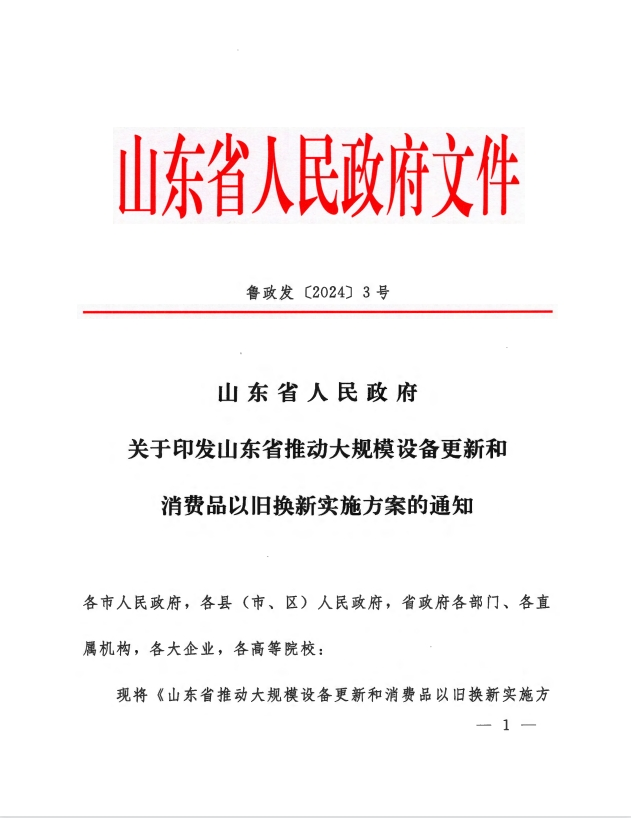 山东省人民政府文件
鲁政发〔2024〕3号
山东省人民政府
关于印发山东省推动大规模设备更新和
消费品以旧换新实施方案的通知
各市人民政府，各县（市、区）人民政府，省政府各部门、各直
属机构，各大企业，各高等院校：
现将《山东省推动大规模设备更新和消费品以旧换新实施方
— 1 —